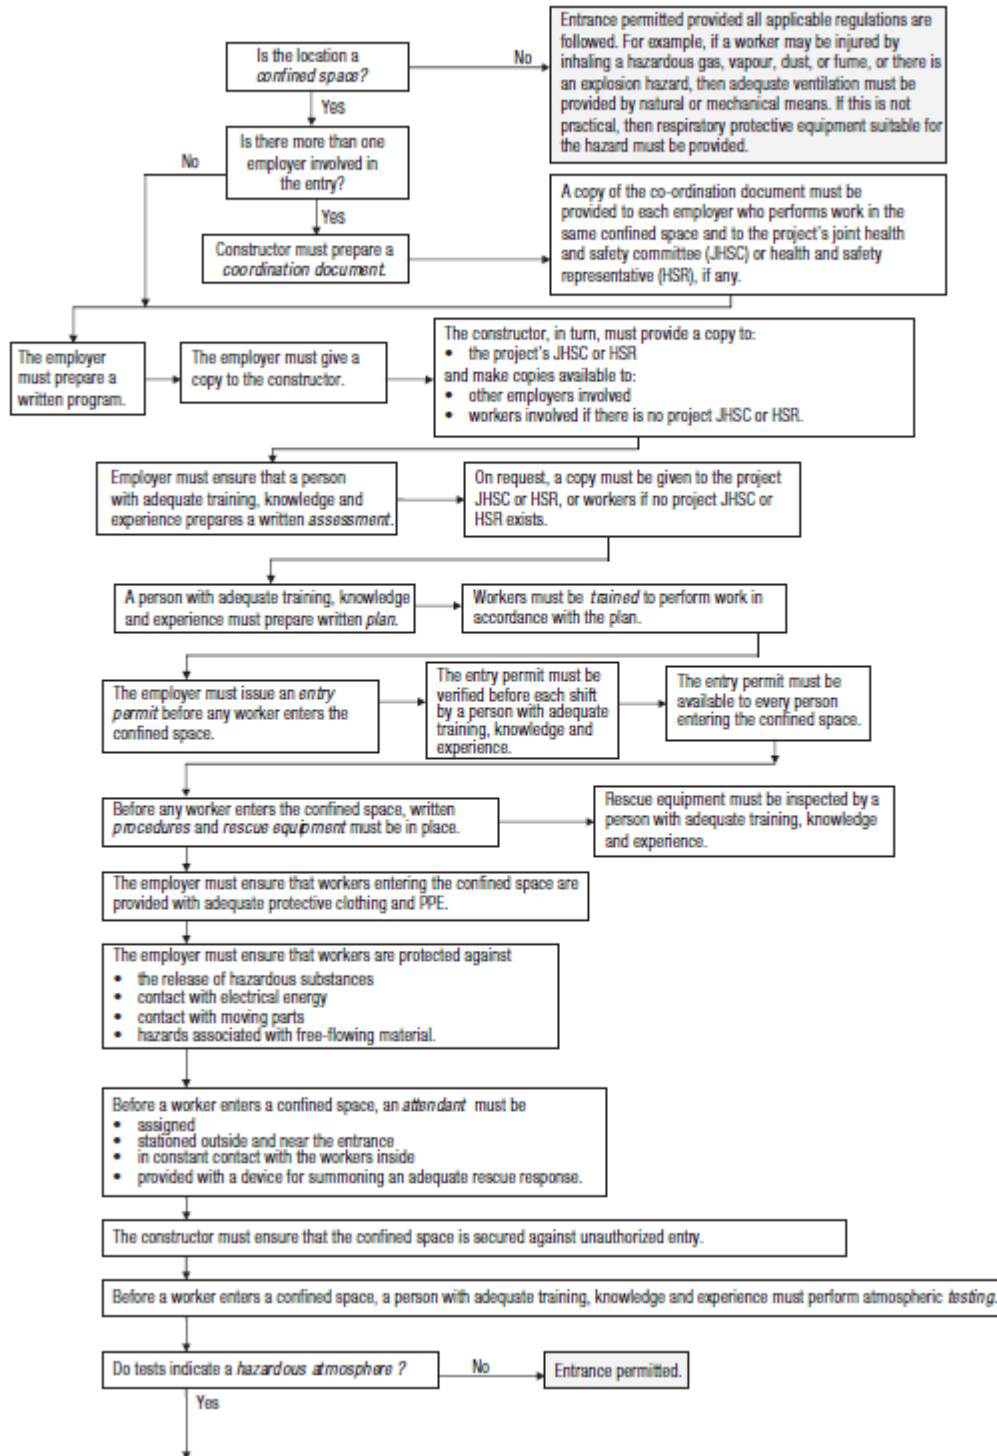 Entrance permitted provided all applicable regulations are
followed. For example, if a worker may be injured by
inhaling a hazardous gas, vapour, dust, or fume, or there is
an explosion hazard, then adequate ventilation must be
provided by natural or mechanical means. If this is not
practical, then respiratory protective equipment suitable for
the hazard must be provided.
Is the location a
confined space?
No
Yes
Is there more than one
employer involved in
the entry?
No
Yes
Constructor must prepare a
coordination document.
A copy of the co-ordination document must be
provided to each employer who performs work in the
same confined space and to the project's joint health
and safety committee (JHSC) or health and safety
representative (HSR), if any.
The employer
must prepare a
written program.
The employer must give a
copy to the constructor.
The constructor, in turn, must provide a copy to:
• the project's JHSC or HSR
and make copies available to:
• other employers involved
• workers involved if there is no project JHSC or HSR.
Employer must ensure that a person
with adequate training, knowledge and
experience prepares a written assessment.
On request, a copy must be given to the project
JHSC or HSR, or workers if no project JHSC or
HSR exists.
A person with adequate training, knowledge
and experience must prepare written plan.
Workers must be trained to perform work in
accordance with the plan.
The employer must issue an entry
permit before any worker enters the
confined space.
The entry permit must be
verified before each shift
by a person with adequate
training, knowledge and
experience.
The entry permit must be
available to every person
entering the confined space.
Before any worker enters the confined space, written
procedures and rescue equipment must be in place.
Rescue equipment must be inspected by a
person with adequate training, knowledge
and experience.
The employer must ensure that workers entering the confined space are
provided with adequate protective clothing and PPE.
The employer must ensure that workers are protected against
• the release of hazardous substances
• contact with electrical energy
• contact with moving parts
• hazards associated with free-flowing material.
Before a worker enters a confined space, an attendant must be
• assigned
• stationed outside and near the entrance
• in constant contact with the workers inside
• provided with a device for summoning an adequate rescue response.
The constructor must ensure that the confined space is secured against unauthorized entry.
Before a worker enters a confined space, a person with adequate training, knowledge and experience must perform atmospheric testing.
Do tests indicate a hazardous atmosphere ?
No
Entrance permitted.
Yes